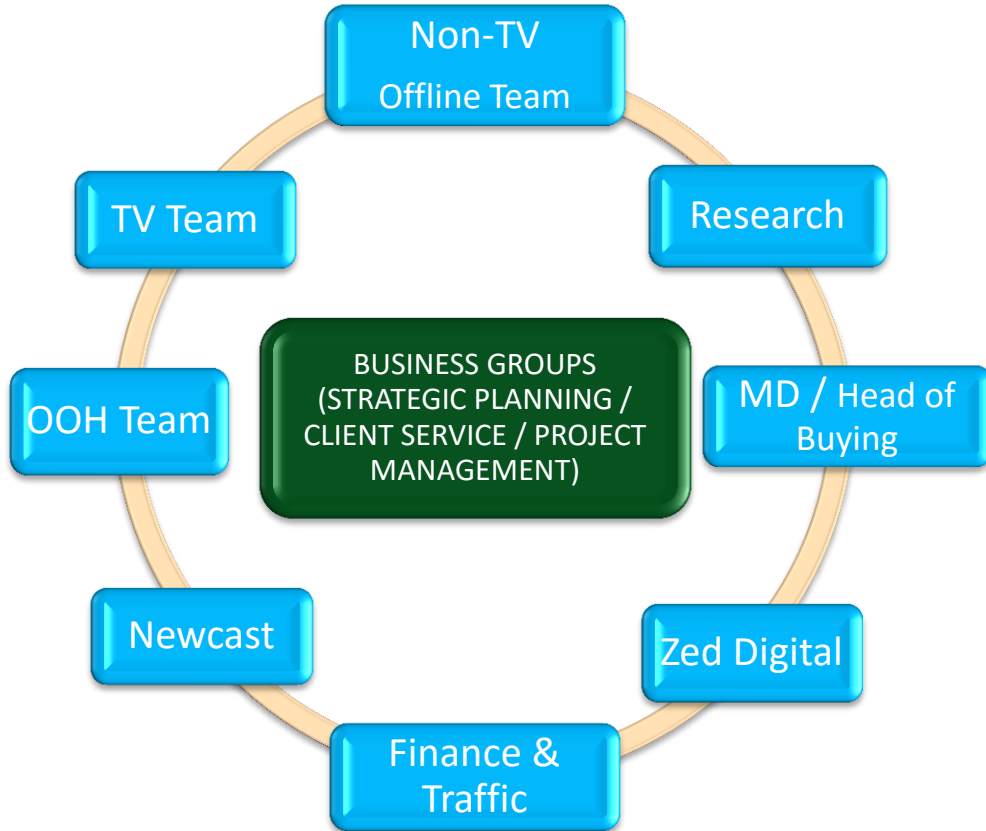 Non-TV
Offline Team
TV Team
Research
BUSINESS GROUPS
(STRATEGIC PLANNING /
CLIENT SERVICE / PROJECT
MANAGEMENT)
OOH Team
MD / Head of
Buying
Newcast
Zed Digital
Finance &
Traffic